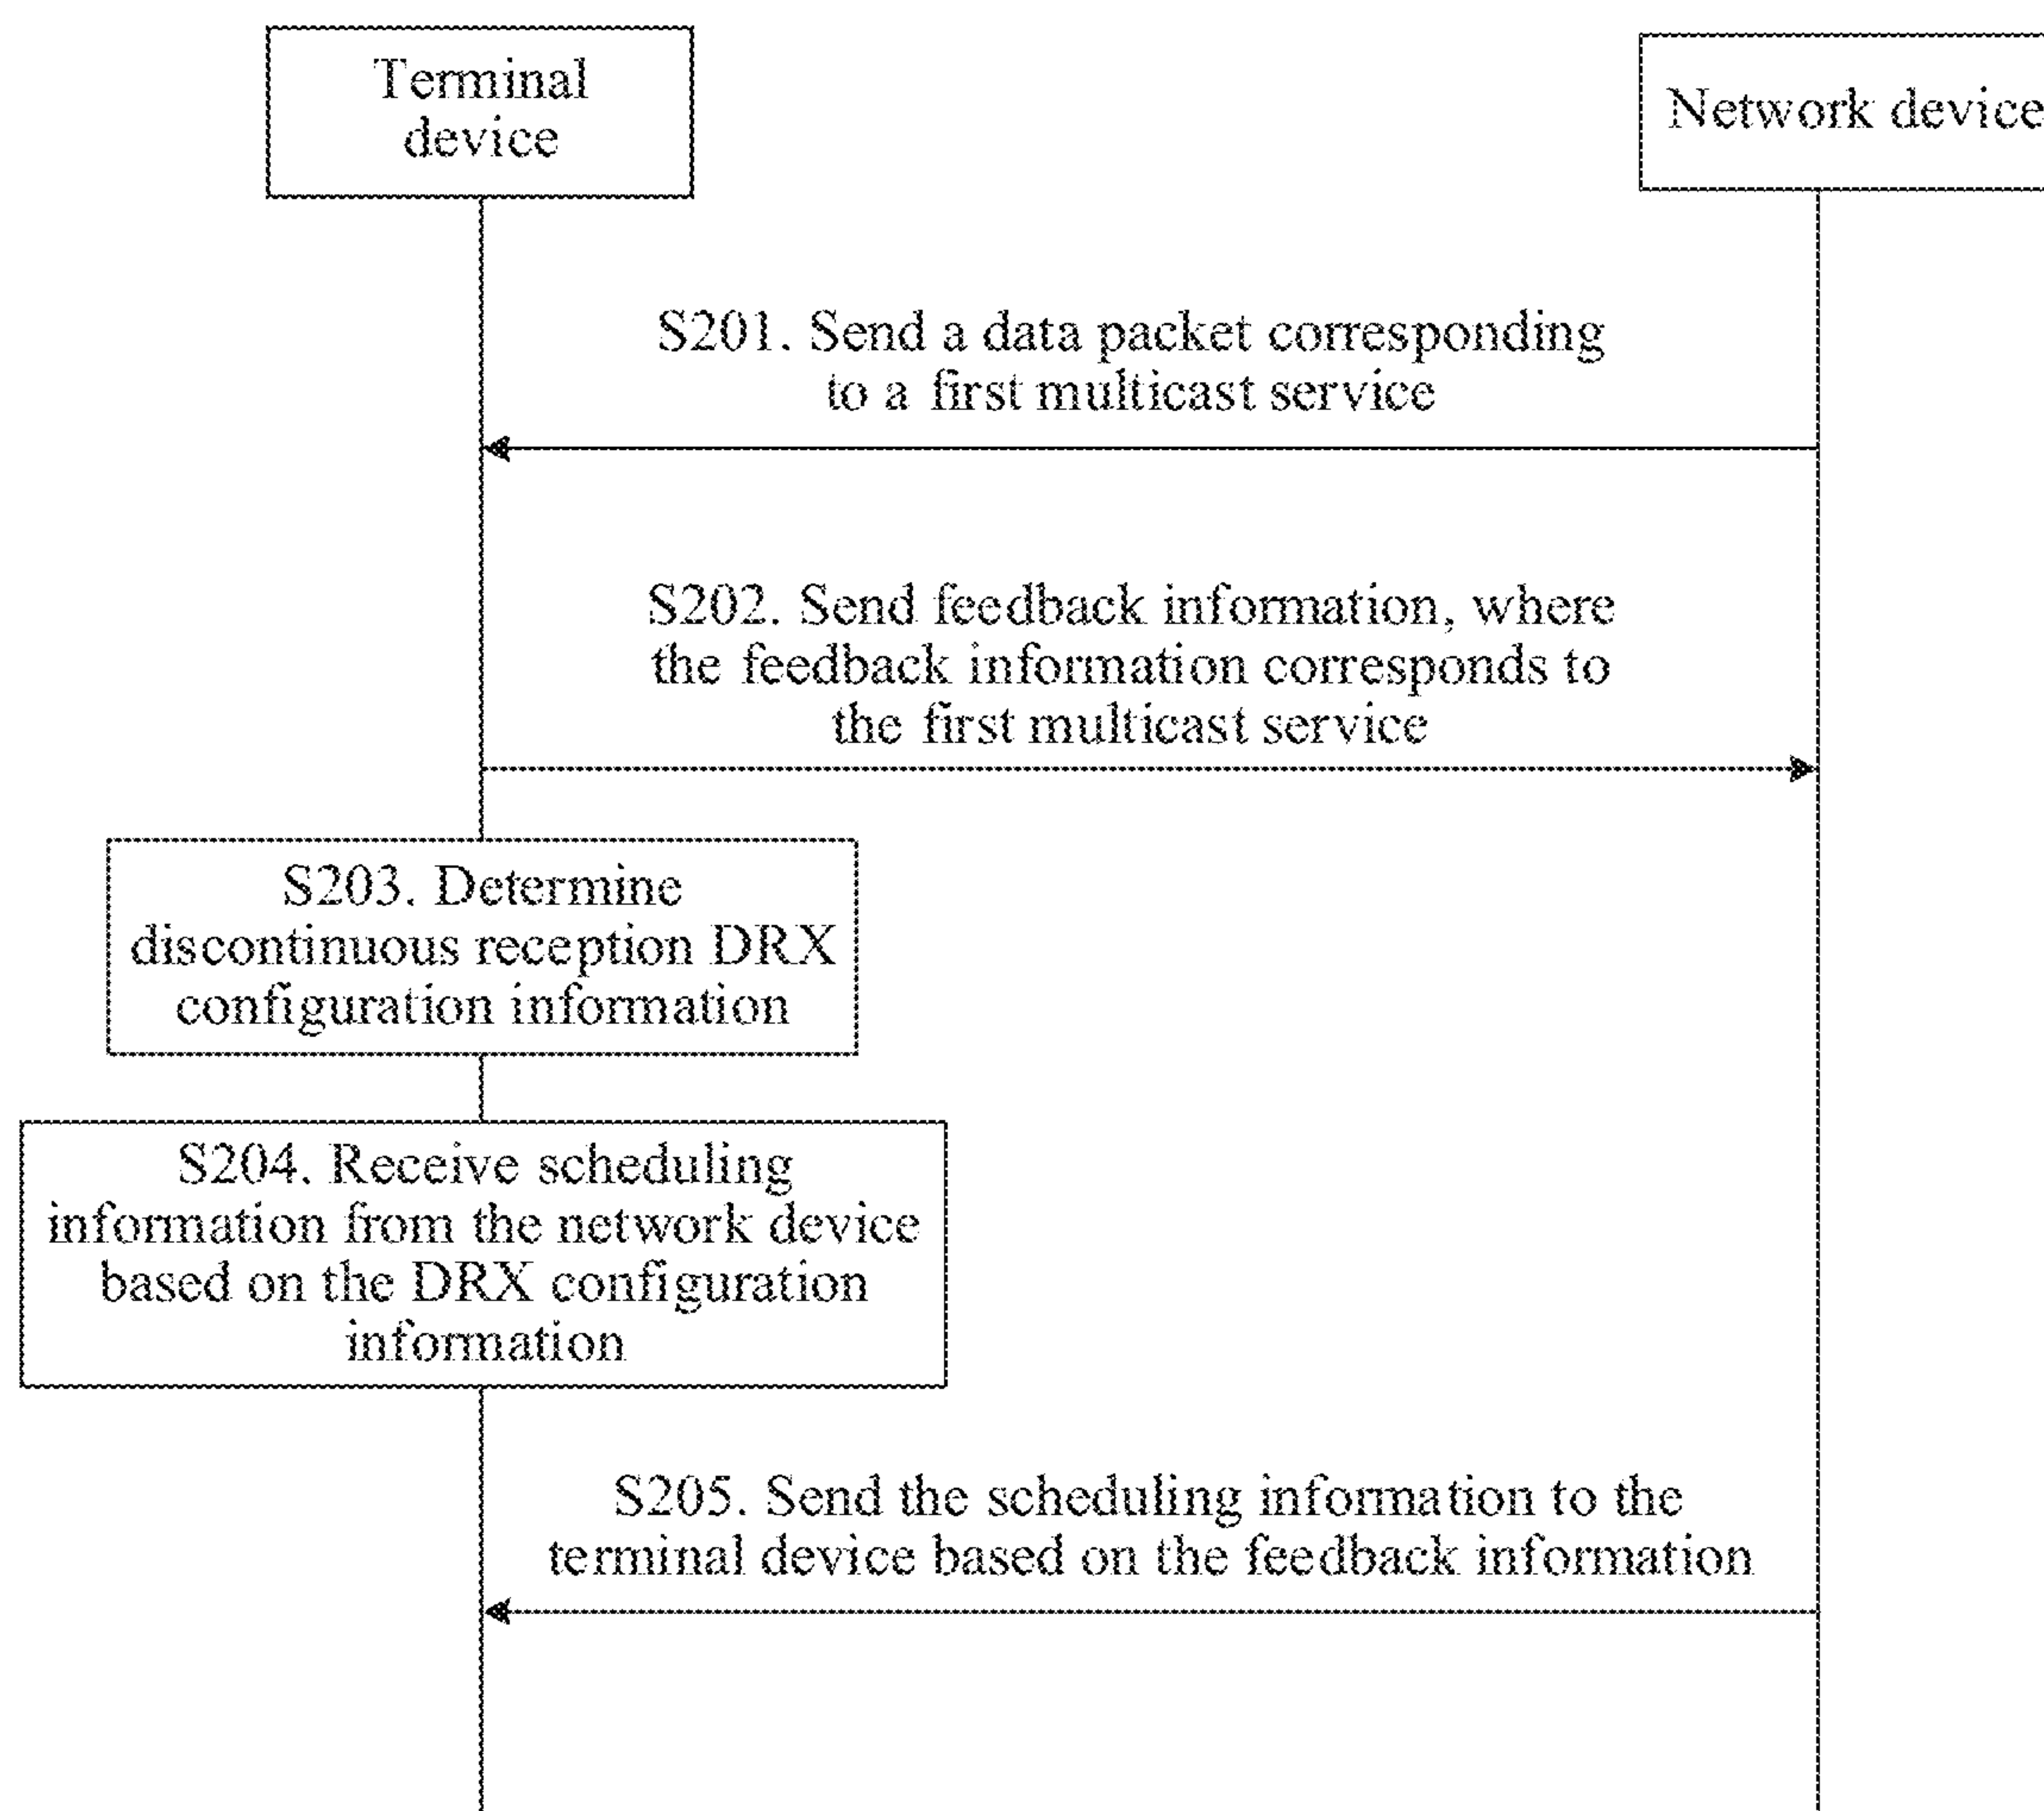 Terminal
device
Network device
S201. Send a data packet corresponding
to a first multicast service
S202. Send feedback information, where
the feedback information corresponds to
the first multicast service
S203. Determine
discontinuous reception DRX
configuration information
S204. Receive scheduling
information from the network device
based on the DRX configuration
information
S205. Send the scheduling information to the
terminal device based on the feedback information